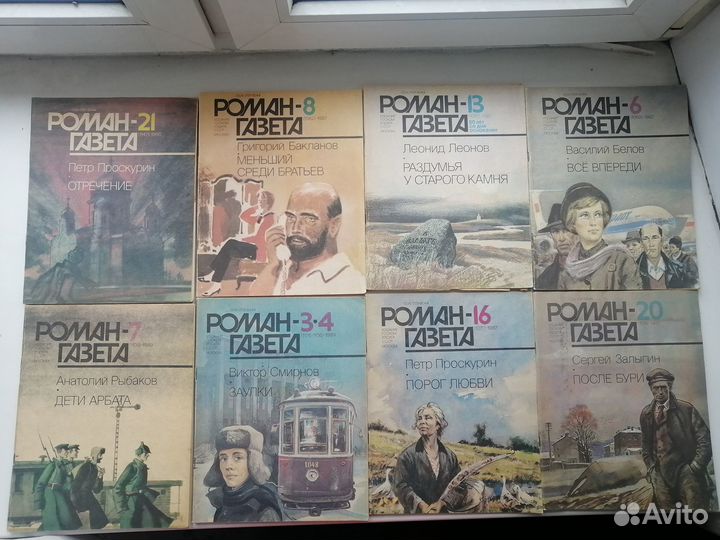 РОМАН-21
ГАЗЕТА
Петр Проскурин
ОТРЕЧЕНИЕ
РОМАН-8
ГАЗЕТА
Григорий Бакланов
МЕНЬШИЙ
СРЕДИ БРАТЬЕВ
РОМАН-13
ГАЗЕТА
Леонид Леонов
РАЗДУМЬЯ
У СТАРОГО КАМНЯ
РОМАН-6
ГАЗЕТА
Василий Белов
ВСЁ ВПЕРЕДИ
РОМАН-7
ГАЗЕТА
Анатолий Рыбаков
ДЕТИ АРБАТА
РОМАН-3·4
ГАЗЕТА
Виктор Смирнов
ЗАУЛКИ
1048
РОМАН-16
ГАЗЕТА
Петр Проскурин
ПОРОГ ЛЮБВИ
РОМАН-20
ГАЗЕТА
Сергей Залыгин
ПОСЛЕ БУРИ
Avito